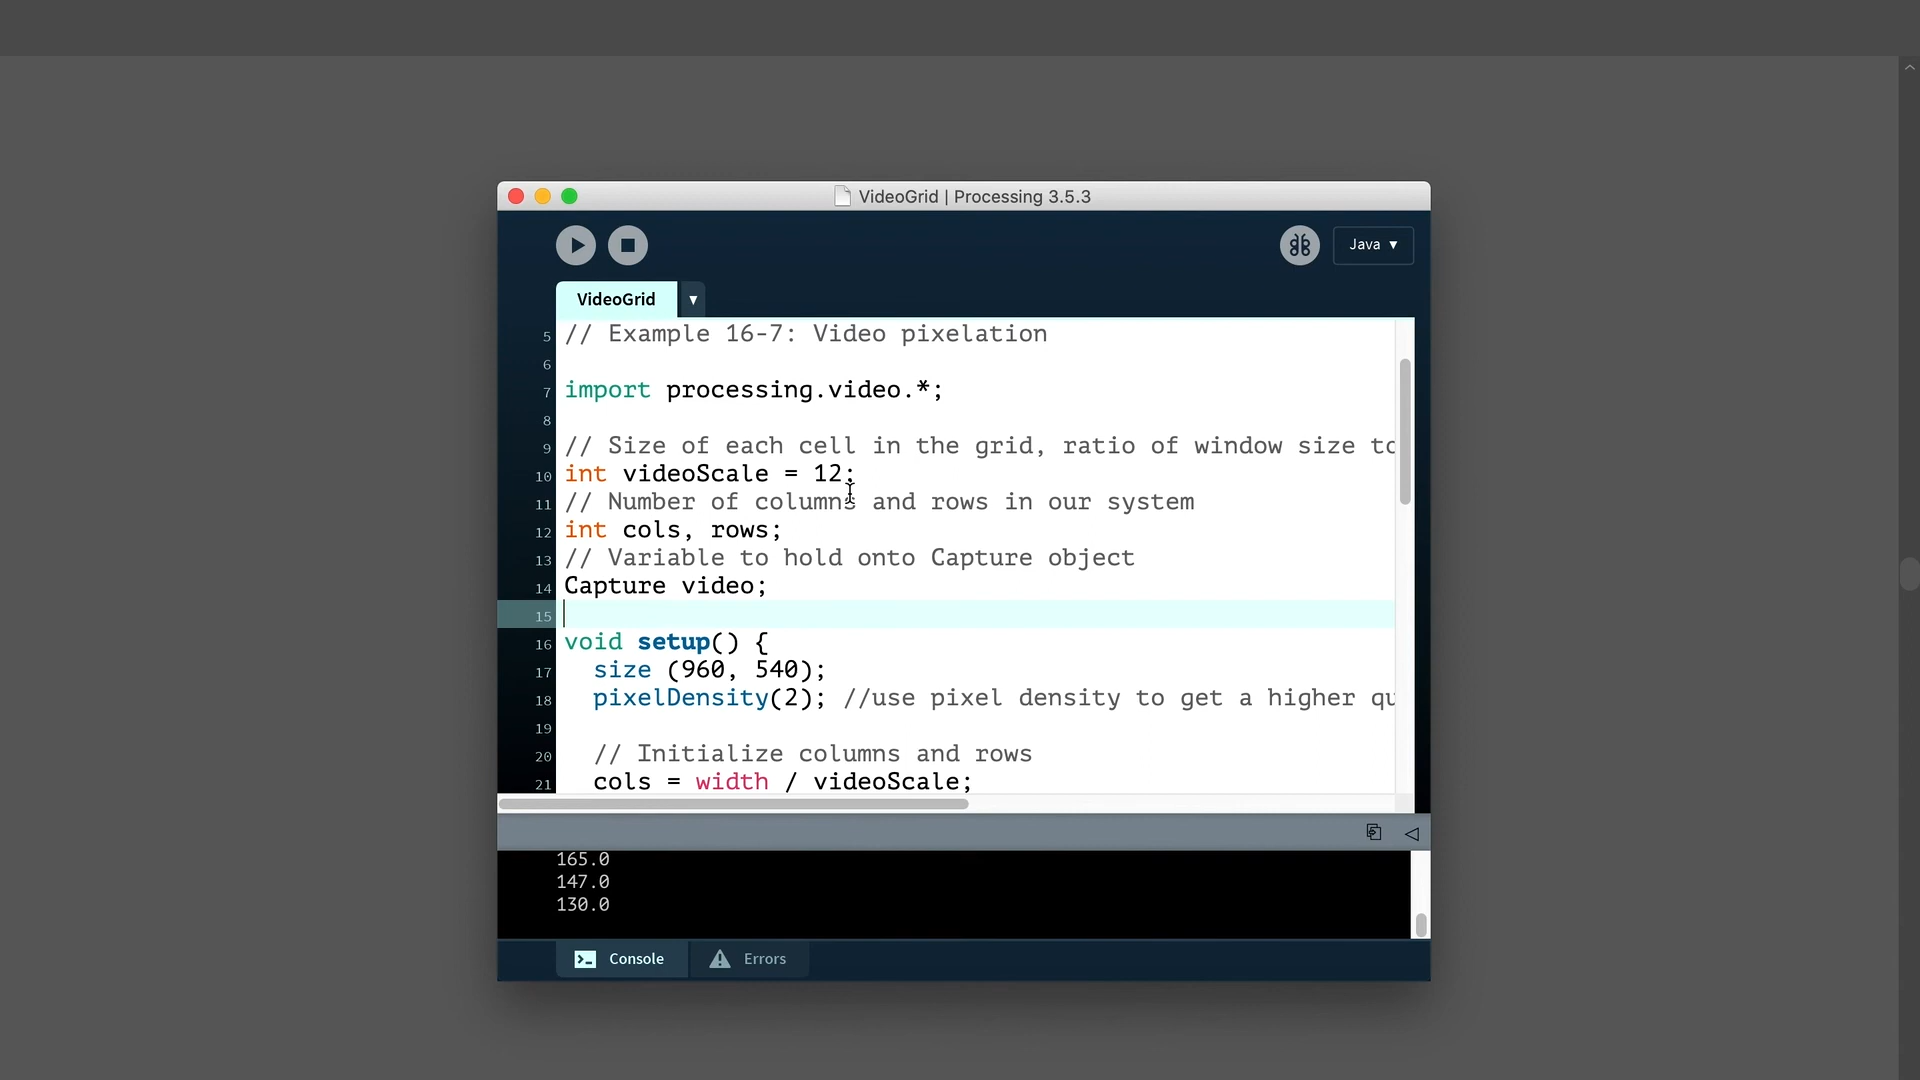 VideoGrid | Processing 3.5.3
Java ▼
VideoGrid ▼
5 // Example 16-7: Video pixelation
6
7 import processing.video.*;
8
9 // Size of each cell in the grid, ratio of window size to
10 int videoScale = 12;
11 // Number of columns and rows in our system
12 int cols, rows;
13 // Variable to hold onto Capture object
14 Capture video;
15
16 void setup() {
17 size (960, 540);
18 pixelDensity(2); //use pixel density to get a higher qu
19
20 // Initialize columns and rows
21 cols = width / videoScale;
165.0
147.0
130.0
Console Errors